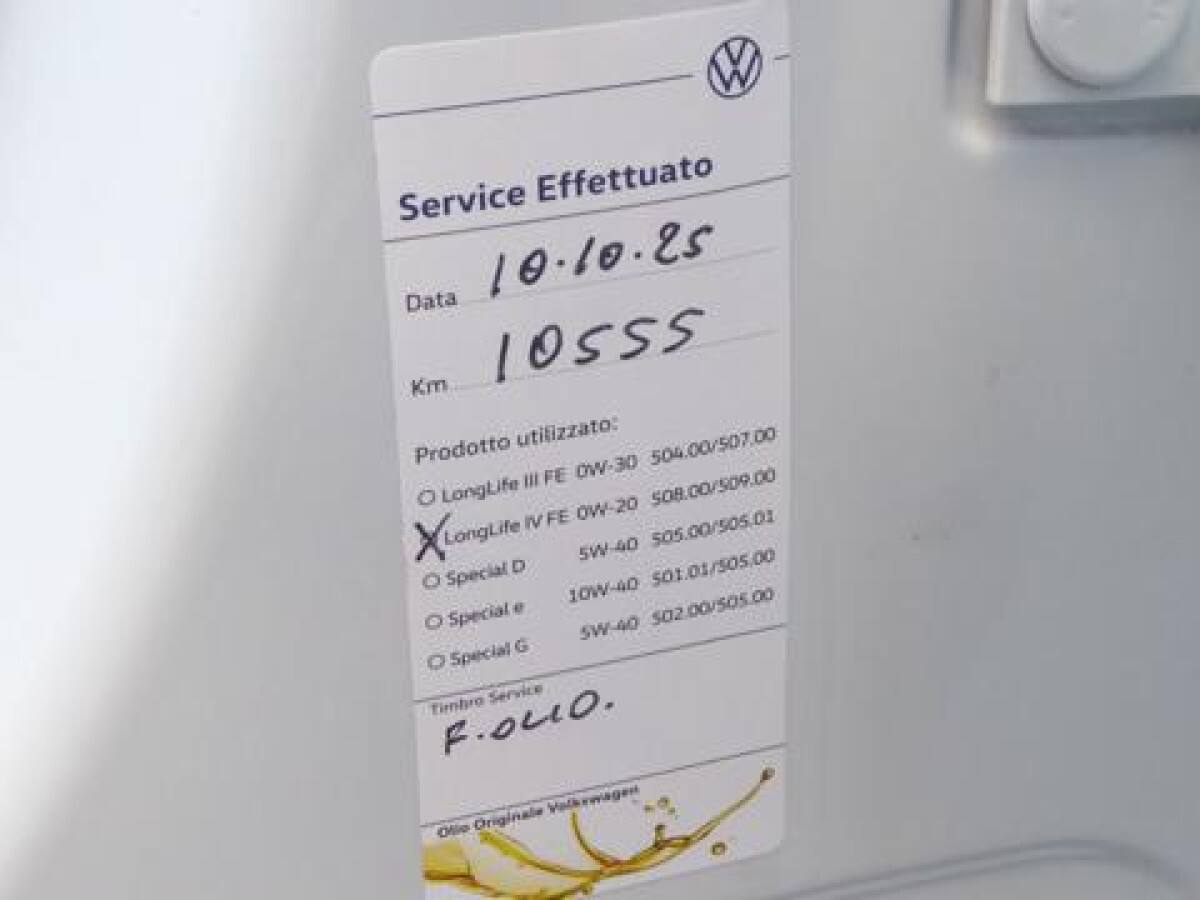 Service Effettuato
Data 10.10.25
Km 10555
Prodotto utilizzato:
LongLife III FE 0W-30 504.00/507.00
LongLife IV FE 0W-20 508.00/509.00
Special D 5W-40 505.00/505.01
Special e 10W-40 501.01/505.00
Special G 5W-40 502.00/505.00
Timbro Service
F.OLIO.
Olio Originale Volkswagen